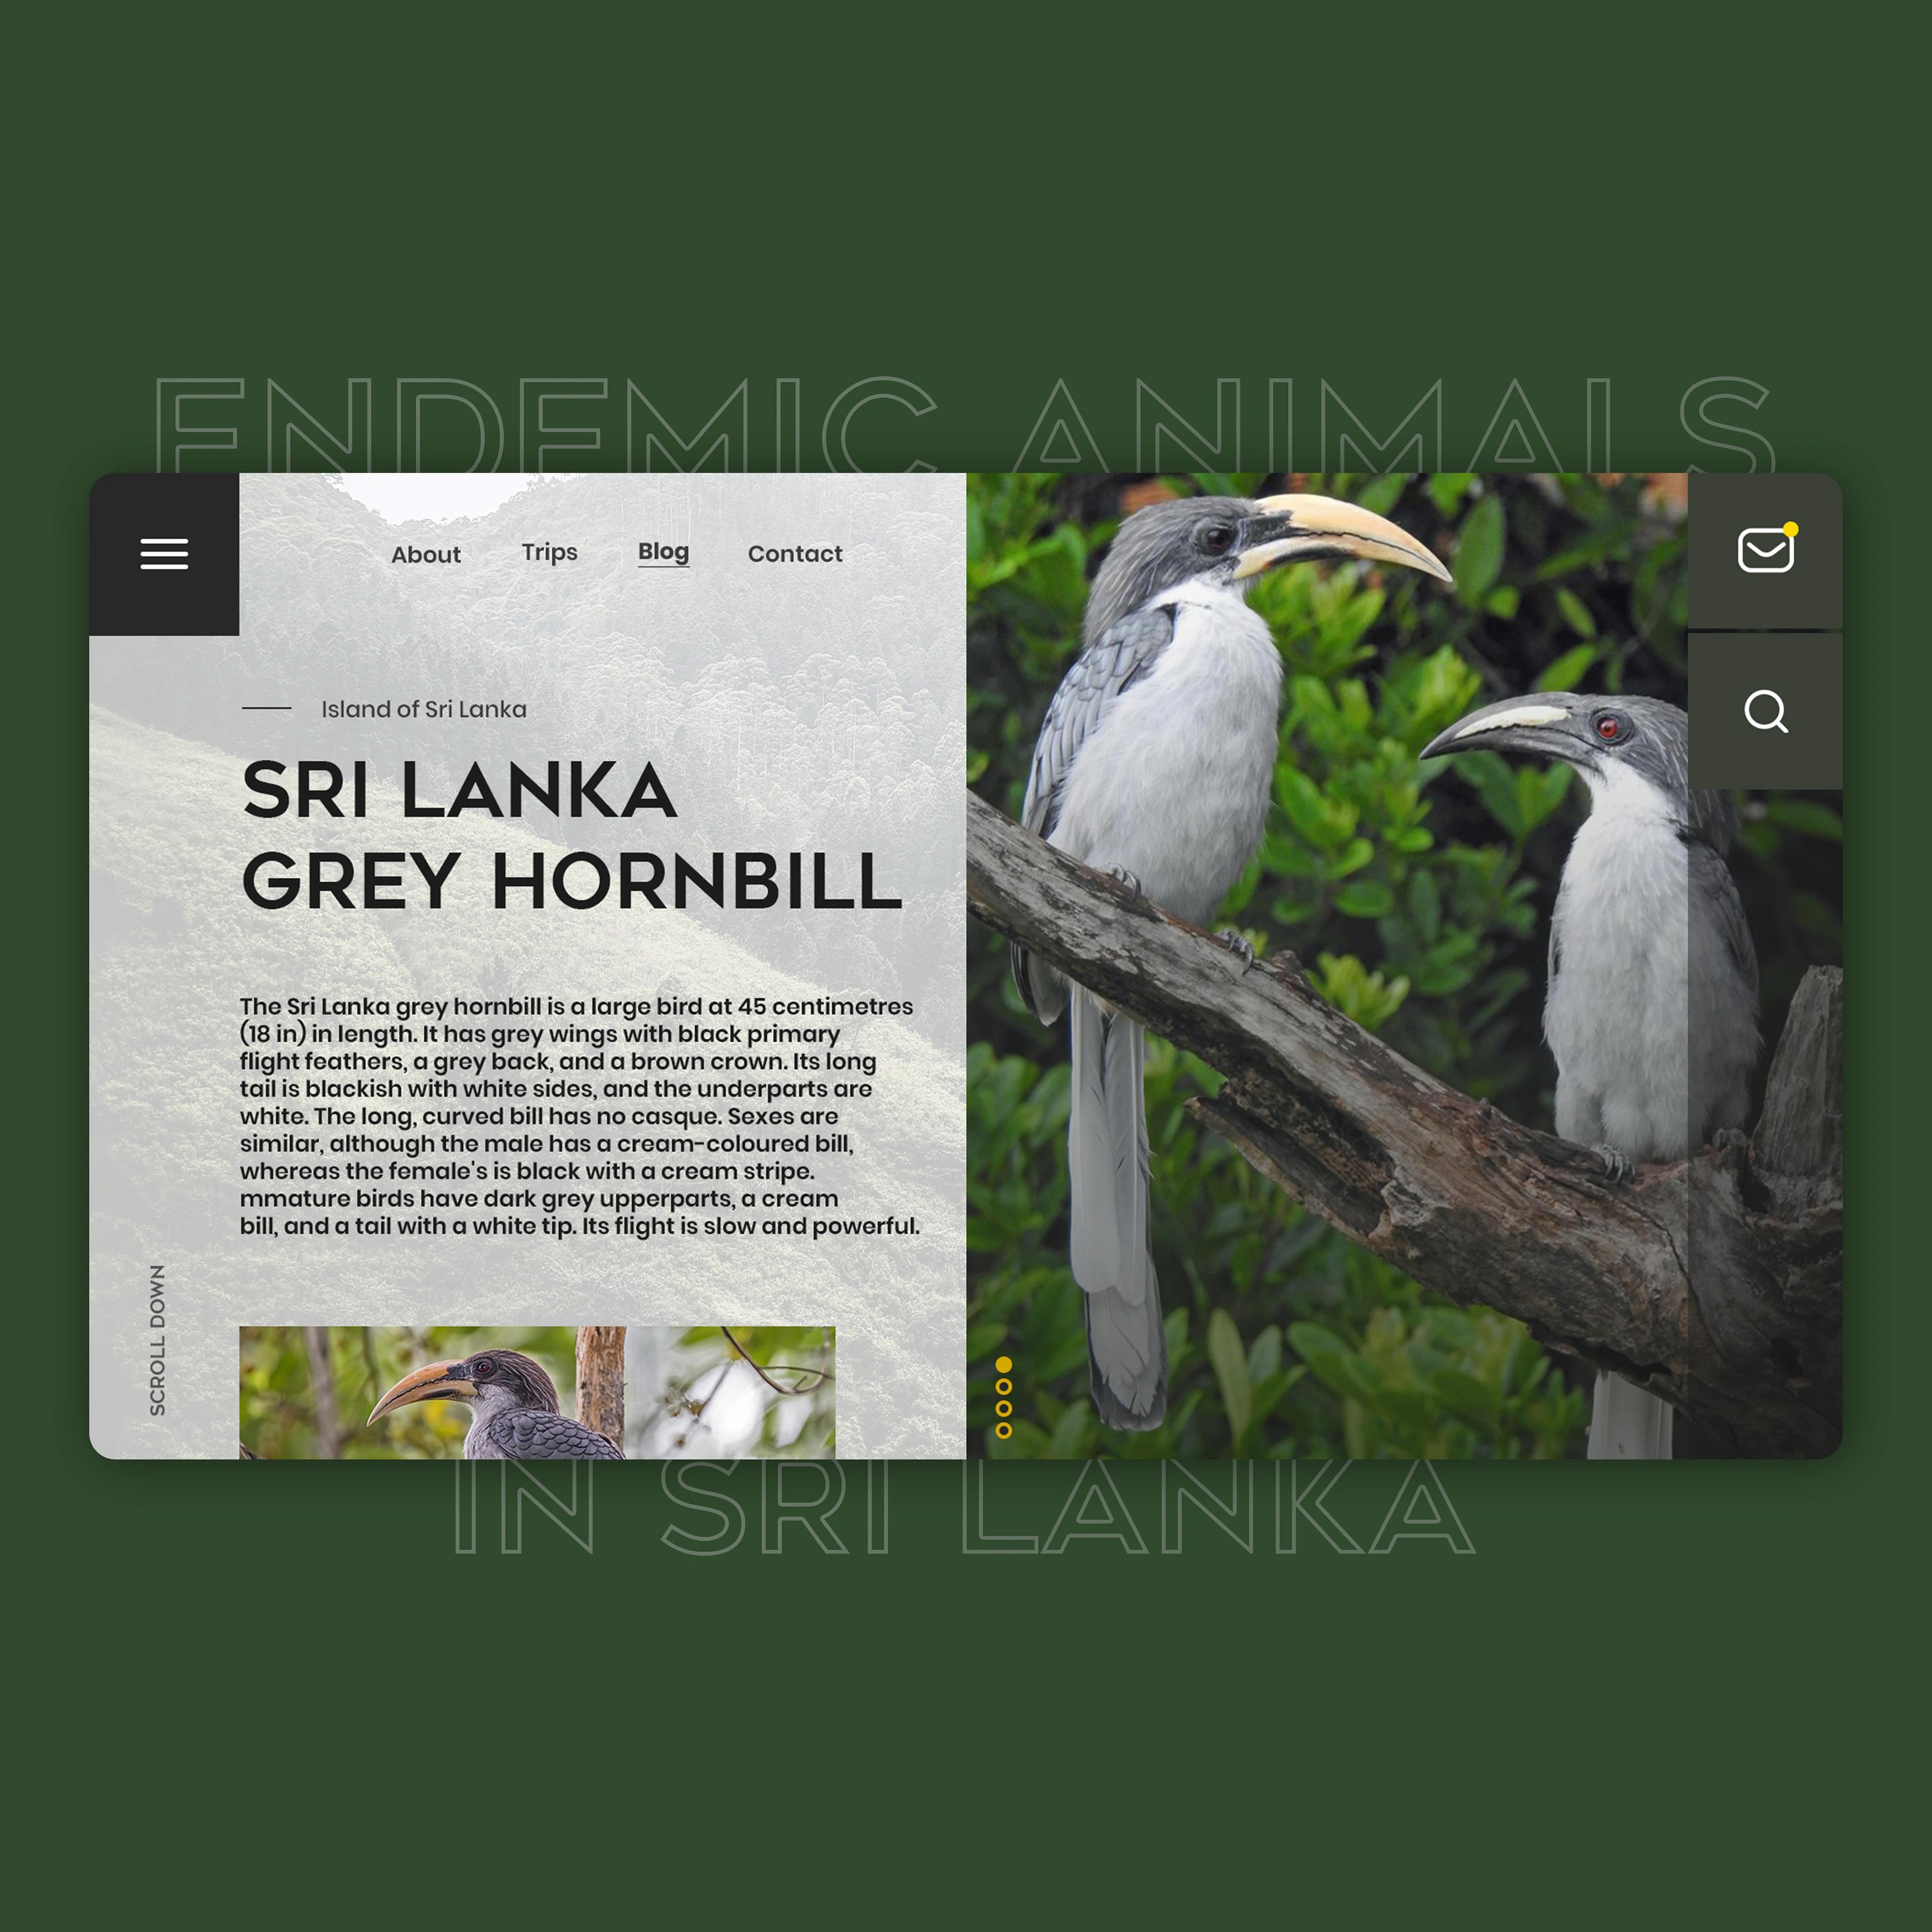 ENDEMIC ANIMALS
About Trips Blog Contact
Island of Sri Lanka
SRI LANKA
GREY HORNBILL
The Sri Lanka grey hornbill is a large bird at 45 centimetres
(18 in) in length. It has grey wings with black primary
flight feathers, a grey back, and a brown crown. Its long
tail is blackish with white sides, and the underparts are
white. The long, curved bill has no casque. Sexes are
similar, although the male has a cream-coloured bill,
whereas the female's is black with a cream stripe.
mmature birds have dark grey upperparts, a cream
bill, and a tail with a white tip. Its flight is slow and powerful.
SCROLL DOWN
IN SRI LANKA